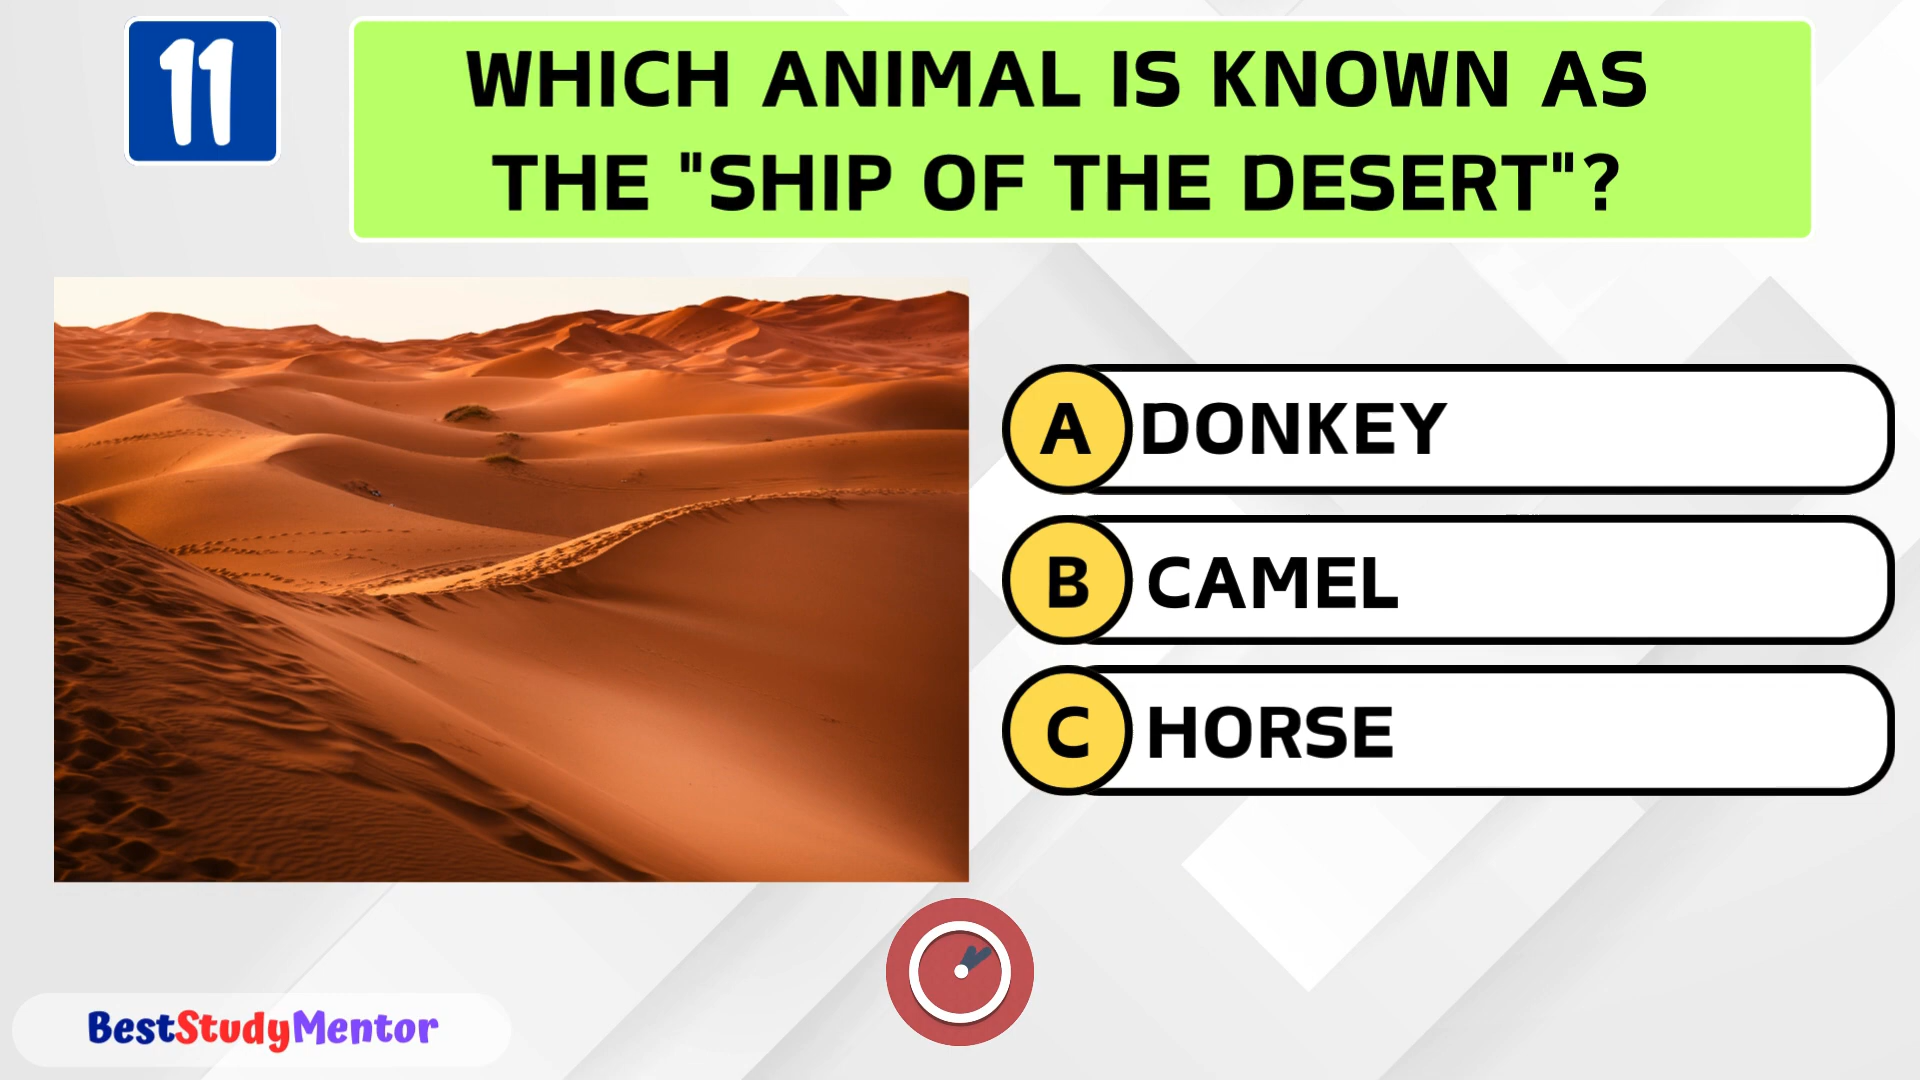 11
WHICH ANIMAL IS KNOWN AS
THE "SHIP OF THE DESERT"?
A DONKEY
B CAMEL
C HORSE
BestStudyMentor